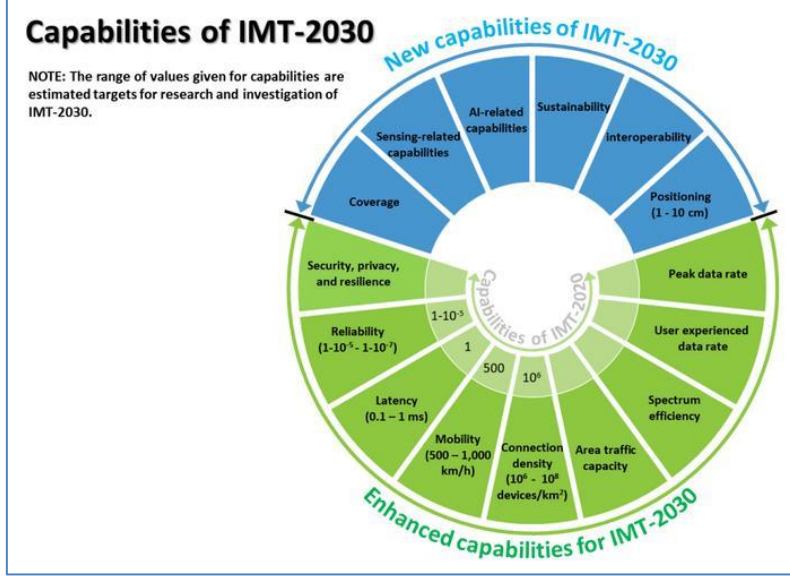 Capabilities of IMT-2030
NOTE: The range of values given for capabilities are
estimated targets for research and investigation of
IMT-2030.
New capabilities of IMT-2030
Coverage
Sensing-related
capabilities
AI-related
capabilities
Sustainability
interoperability
Positioning
(1 - 10 cm)
Security, privacy,
and resilience
Reliability
(1-10⁻⁵ - 1-10⁻⁷)
Latency
(0.1 – 1 ms)
Mobility
(500 – 1,000
km/h)
Connection
density
(10⁶ - 10⁸
devices/km²)
Area traffic
capacity
Spectrum
efficiency
User experienced
data rate
Peak data rate
Capabilities of IMT-2020
1-10⁻⁵
1
500
10⁶
Enhanced capabilities for IMT-2030